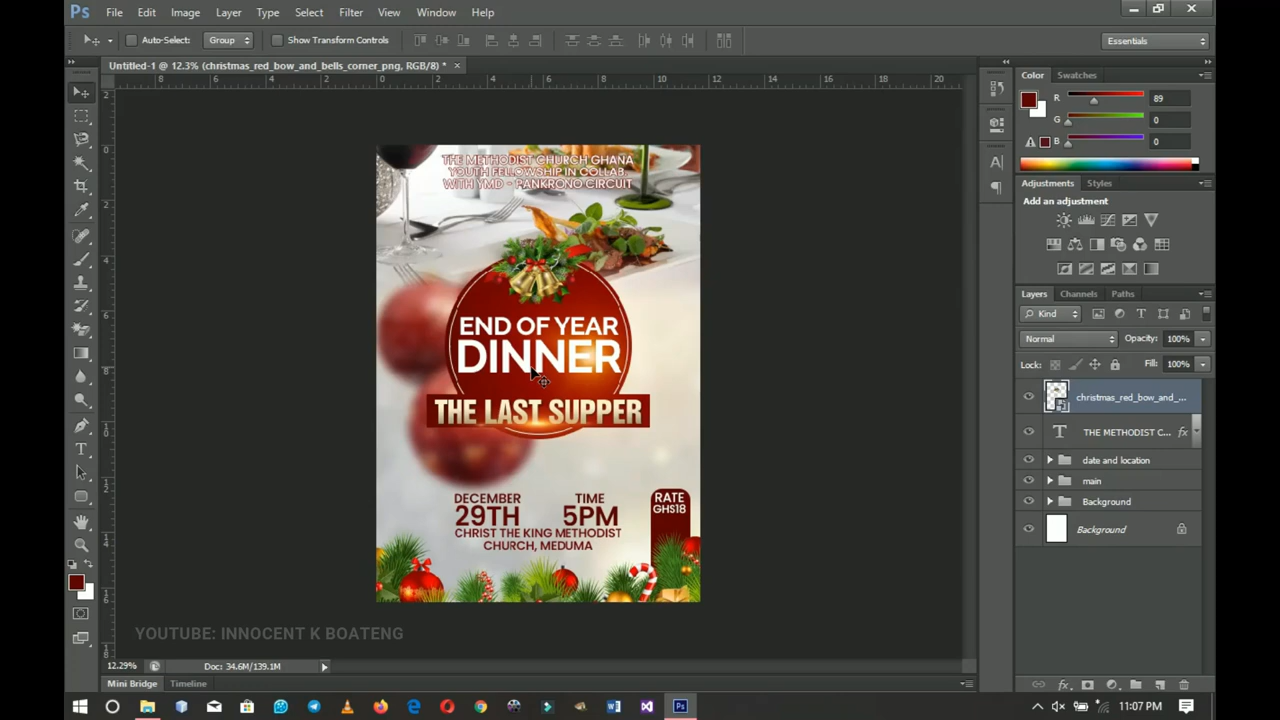 Ps File Edit Image Layer Type Select Filter View Window Help
Auto-Select: Group Show Transform Controls Essentials
Untitled-1 @ 12.3% (christmas_red_bow_and_bells_corner_png, RGB/8) * ×
Color Swatches
R 89
G 0
B 0
Adjustments Styles
Add an adjustment
Layers Channels Paths
Kind
Normal Opacity: 100%
Lock: Fill: 100%
christmas_red_bow_and_...
THE METHODIST C... fx
date and location
main
Background
Background
THE METHODIST CHURCH GHANA
YOUTH FELLOWSHIP IN COLLAB.
WITH YMD - PANKRONO CIRCUIT
END OF YEAR
DINNER
THE LAST SUPPER
DECEMBER
29TH
TIME
5PM
CHRIST THE KING METHODIST
CHURCH, MEDUMA
RATE
GHS18
YOUTUBE: INNOCENT K BOATENG
12.29% Doc: 34.6M/139.1M
Mini Bridge Timeline
11:07 PM